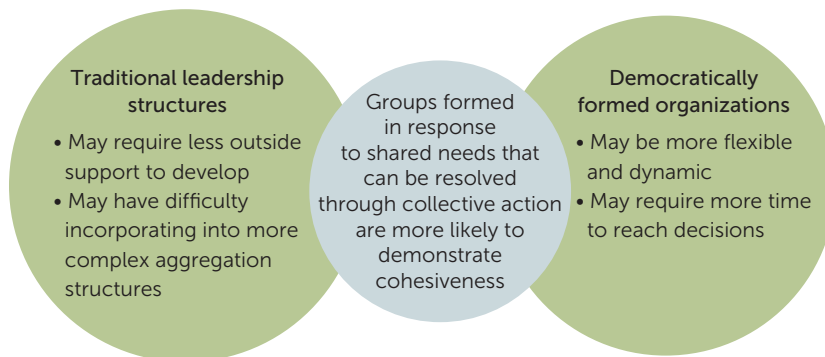 Traditional leadership
structures
• May require less outside
support to develop
• May have difficulty
incorporating into more
complex aggregation
structures
Groups formed
in response
to shared needs that
can be resolved
through collective action
are more likely to
demonstrate
cohesiveness
Democratically
formed organizations
• May be more flexible
and dynamic
• May require more time
to reach decisions